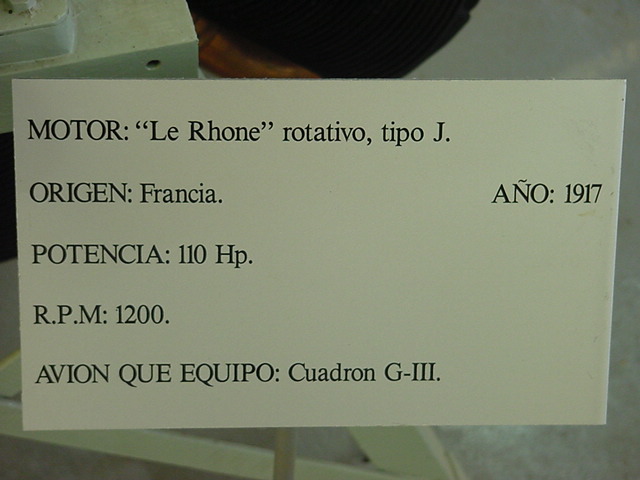 MOTOR: “Le Rhone” rotativo, tipo J.
ORIGEN: Francia. AÑO: 1917
POTENCIA: 110 Hp.
R.P.M: 1200.
AVION QUE EQUIPO: Cuadron G-III.